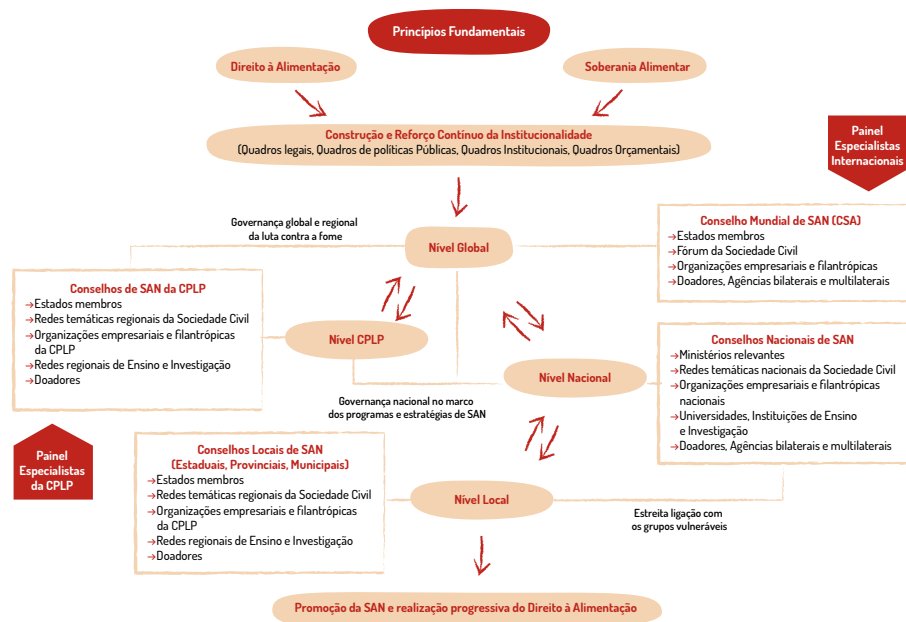 Princípios Fundamentais
Direito à Alimentação
Soberania Alimentar
Construção e Reforço Contínuo da Institucionalidade
(Quadros legais, Quadros de políticas Públicas, Quadros Institucionais, Quadros Orçamentais)
Painel
Especialistas
Internacionais
Governança global e regional
da luta contra a fome
Nível Global
Conselho Mundial de SAN (CSA)
→Estados membros
→Fórum da Sociedade Civil
→Organizações empresariais e filantrópicas
→Doadores, Agências bilaterais e multilaterais
Conselhos de SAN da CPLP
→Estados membros
→Redes temáticas regionais da Sociedade Civil
→Organizações empresariais e filantrópicas
da CPLP
→Redes regionais de Ensino e Investigação
→Doadores
Nível CPLP
Nível Nacional
Conselhos Nacionais de SAN
→Ministérios relevantes
→Redes temáticas nacionais da Sociedade Civil
→Organizações empresariais e filantrópicas
nacionais
→Universidades, Instituições de Ensino
e Investigação
→Doadores, Agências bilaterais e multilaterais
Governança nacional no marco
dos programas e estratégias de SAN
Painel
Especialistas
da CPLP
Conselhos Locais de SAN
(Estaduais, Provinciais, Municipais)
→Estados membros
→Redes temáticas regionais da Sociedade Civil
→Organizações empresariais e filantrópicas
da CPLP
→Redes regionais de Ensino e Investigação
→Doadores
Nível Local
Estreita ligação com
os grupos vulneráveis
Promoção da SAN e realização progressiva do Direito à Alimentação